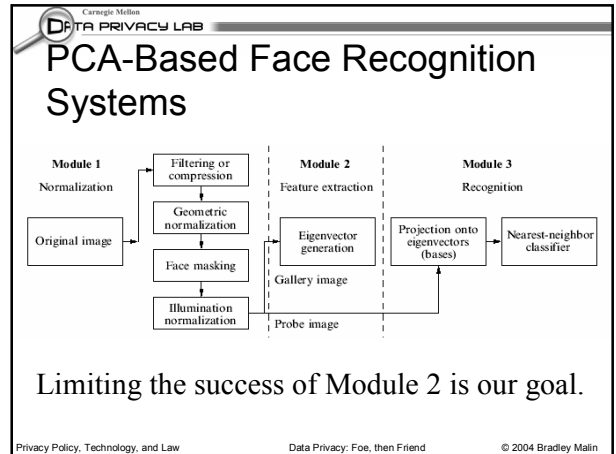 Carnegie Mellon
DATA PRIVACY LAB
PCA-Based Face Recognition
Systems
Module 1
Normalization
Original image
Filtering or
compression
Geometric
normalization
Face masking
Illumination
normalization
Module 2
Feature extraction
Eigenvector
generation
Gallery image
Probe image
Module 3
Recognition
Projection onto
eigenvectors
(bases)
Nearest-neighbor
classifier
Limiting the success of Module 2 is our goal.
Privacy Policy, Technology, and Law
Data Privacy: Foe, then Friend
© 2004 Bradley Malin